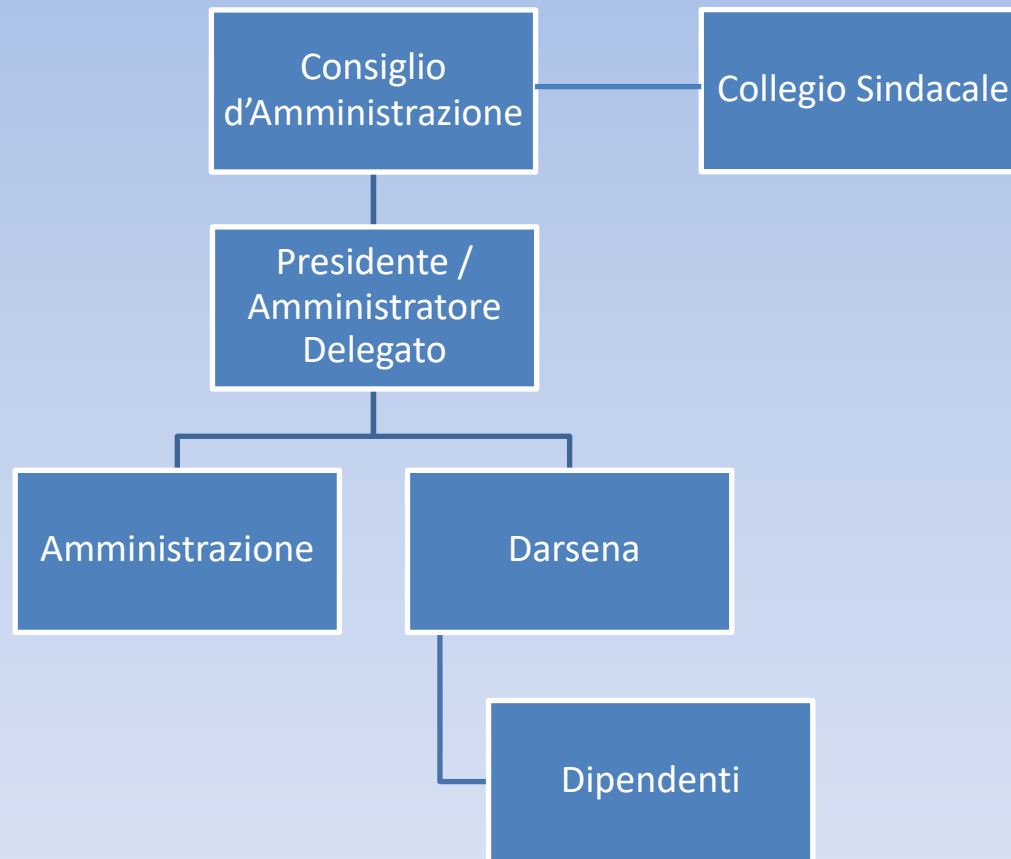 Consiglio
d’Amministrazione
Collegio Sindacale
Presidente /
Amministratore
Delegato
Amministrazione
Darsena
Dipendenti